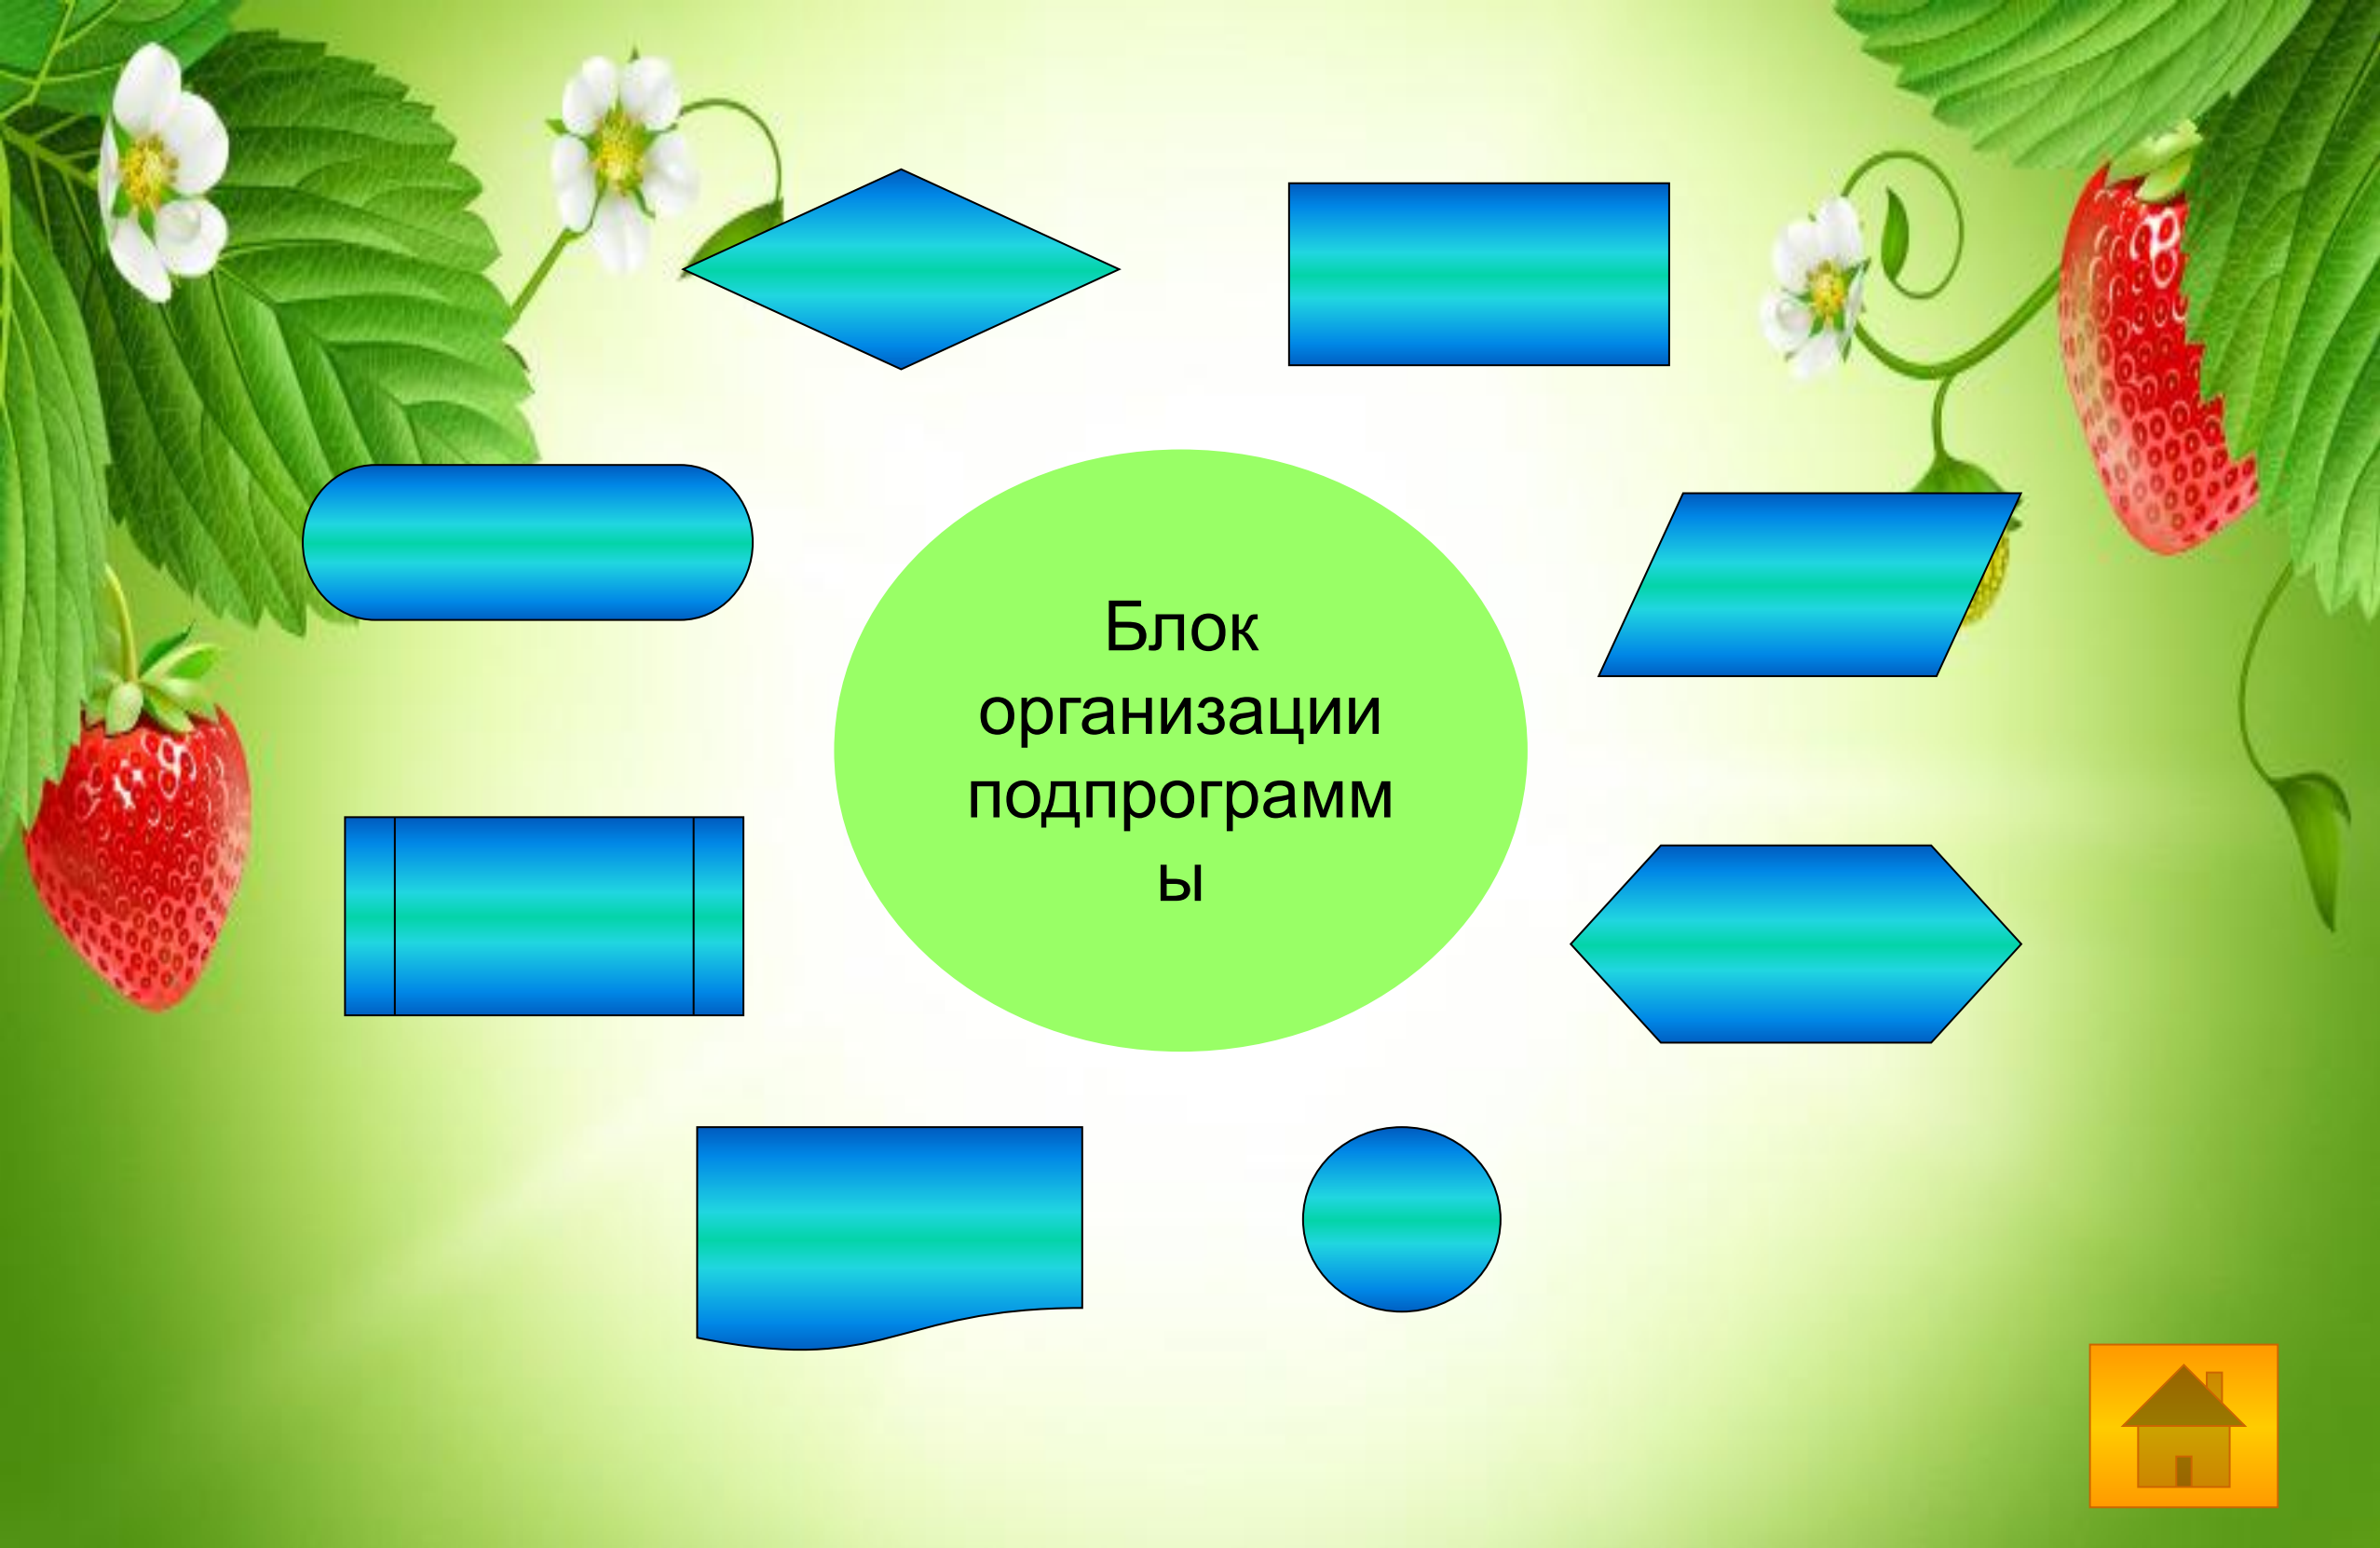 Блок
организации
подпрограмм
ы